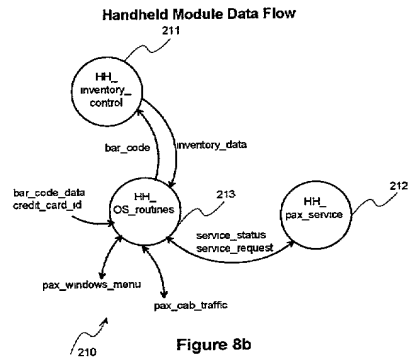 Handheld Module Data Flow
211
HH_
inventory_
control
bar_code
inventory_data
bar_code_data
credit_card_id
HH_
OS_routines
213
HH_
pax_service
212
service_status
service_request
pax_windows_menu
pax_cab_traffic
210
Figure 8b